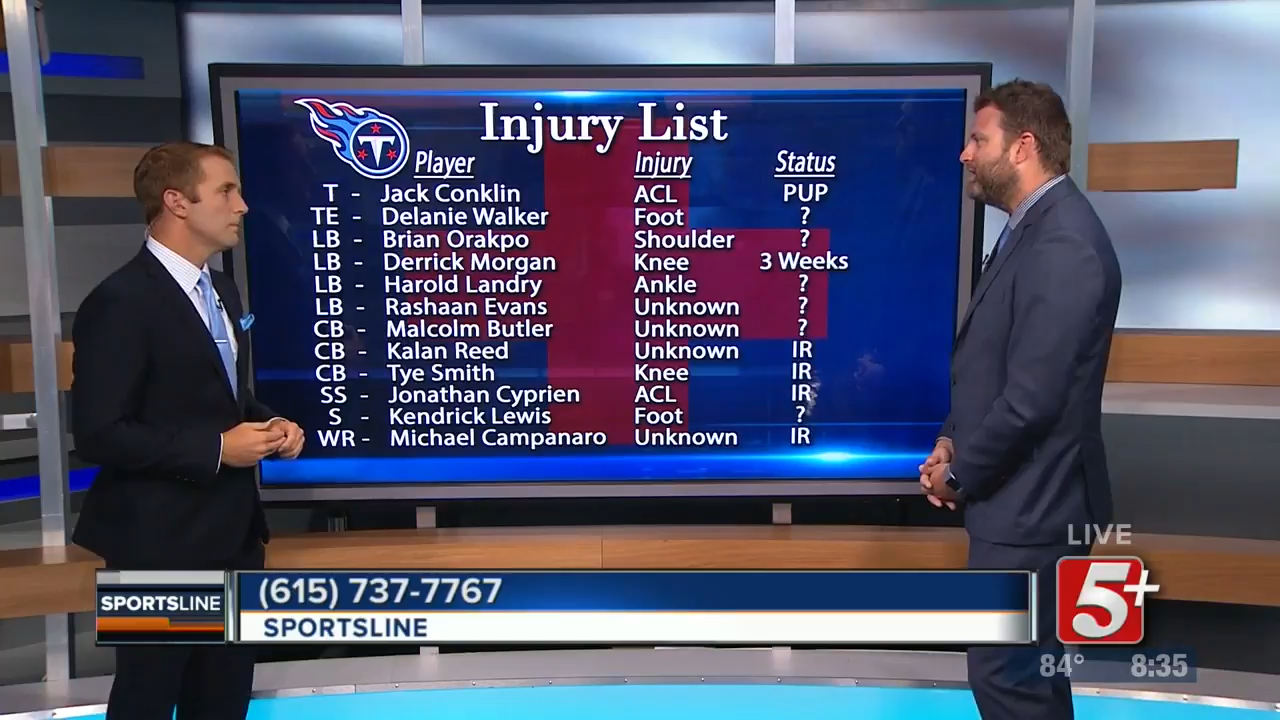 Injury List
Player Injury Status
T - Jack Conklin ACL PUP
TE - Delanie Walker Foot ?
LB - Brian Orakpo Shoulder ?
LB - Derrick Morgan Knee 3 Weeks
LB - Harold Landry Ankle ?
LB - Rashaan Evans Unknown ?
CB - Malcolm Butler Unknown ?
CB - Kalan Reed Unknown IR
CB - Tye Smith Knee IR
SS - Jonathan Cyprien ACL IR
S - Kendrick Lewis Foot ?
WR - Michael Campanaro Unknown IR
LIVE
5+
SPORTSLINE
(615) 737-7767
SPORTSLINE
84° 8:35